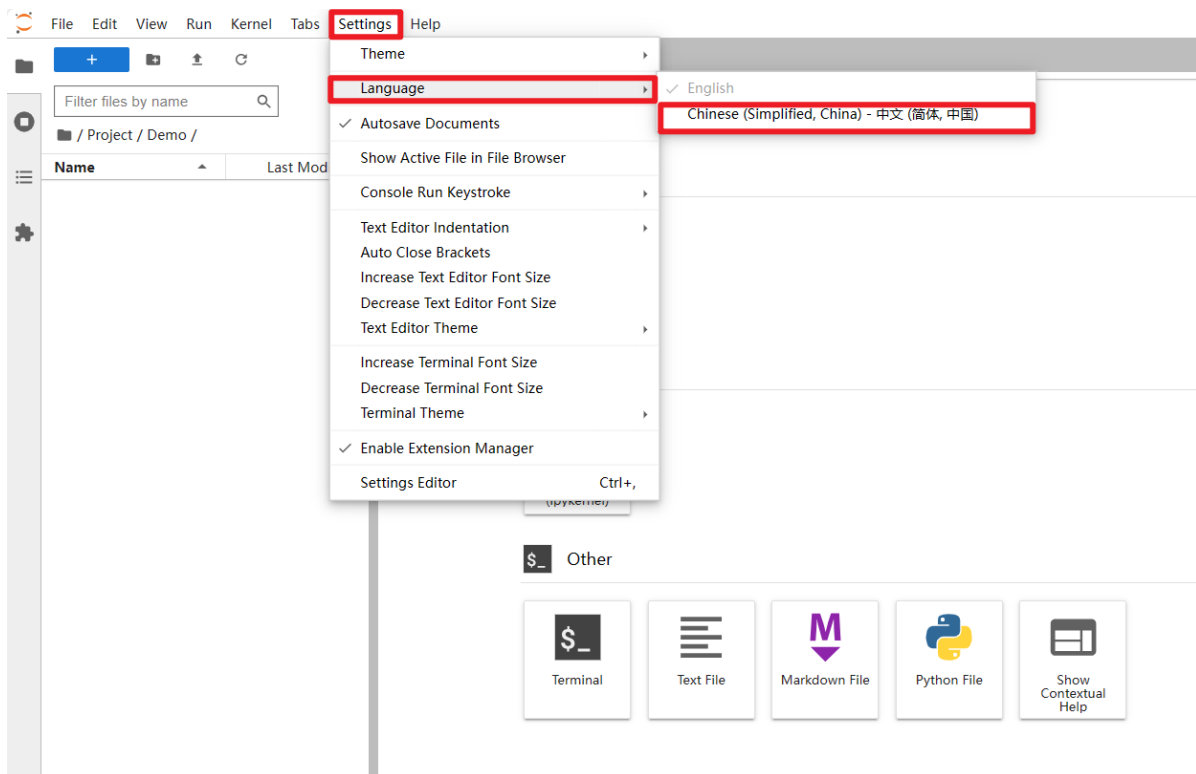 File Edit View Run Kernel Tabs Settings Help
+
Filter files by name
/ Project / Demo /
Name Last Mod
Theme
Language
Autosave Documents
Show Active File in File Browser
Console Run Keystroke
Text Editor Indentation
Auto Close Brackets
Increase Text Editor Font Size
Decrease Text Editor Font Size
Text Editor Theme
Increase Terminal Font Size
Decrease Terminal Font Size
Terminal Theme
Enable Extension Manager
Settings Editor Ctrl+,
English
Chinese (Simplified, China) - 中文 (简体, 中国)
(ipykernel)
$_ Other
$_
Terminal
Text File
M
Markdown File
Python File
Show
Contextual
Help